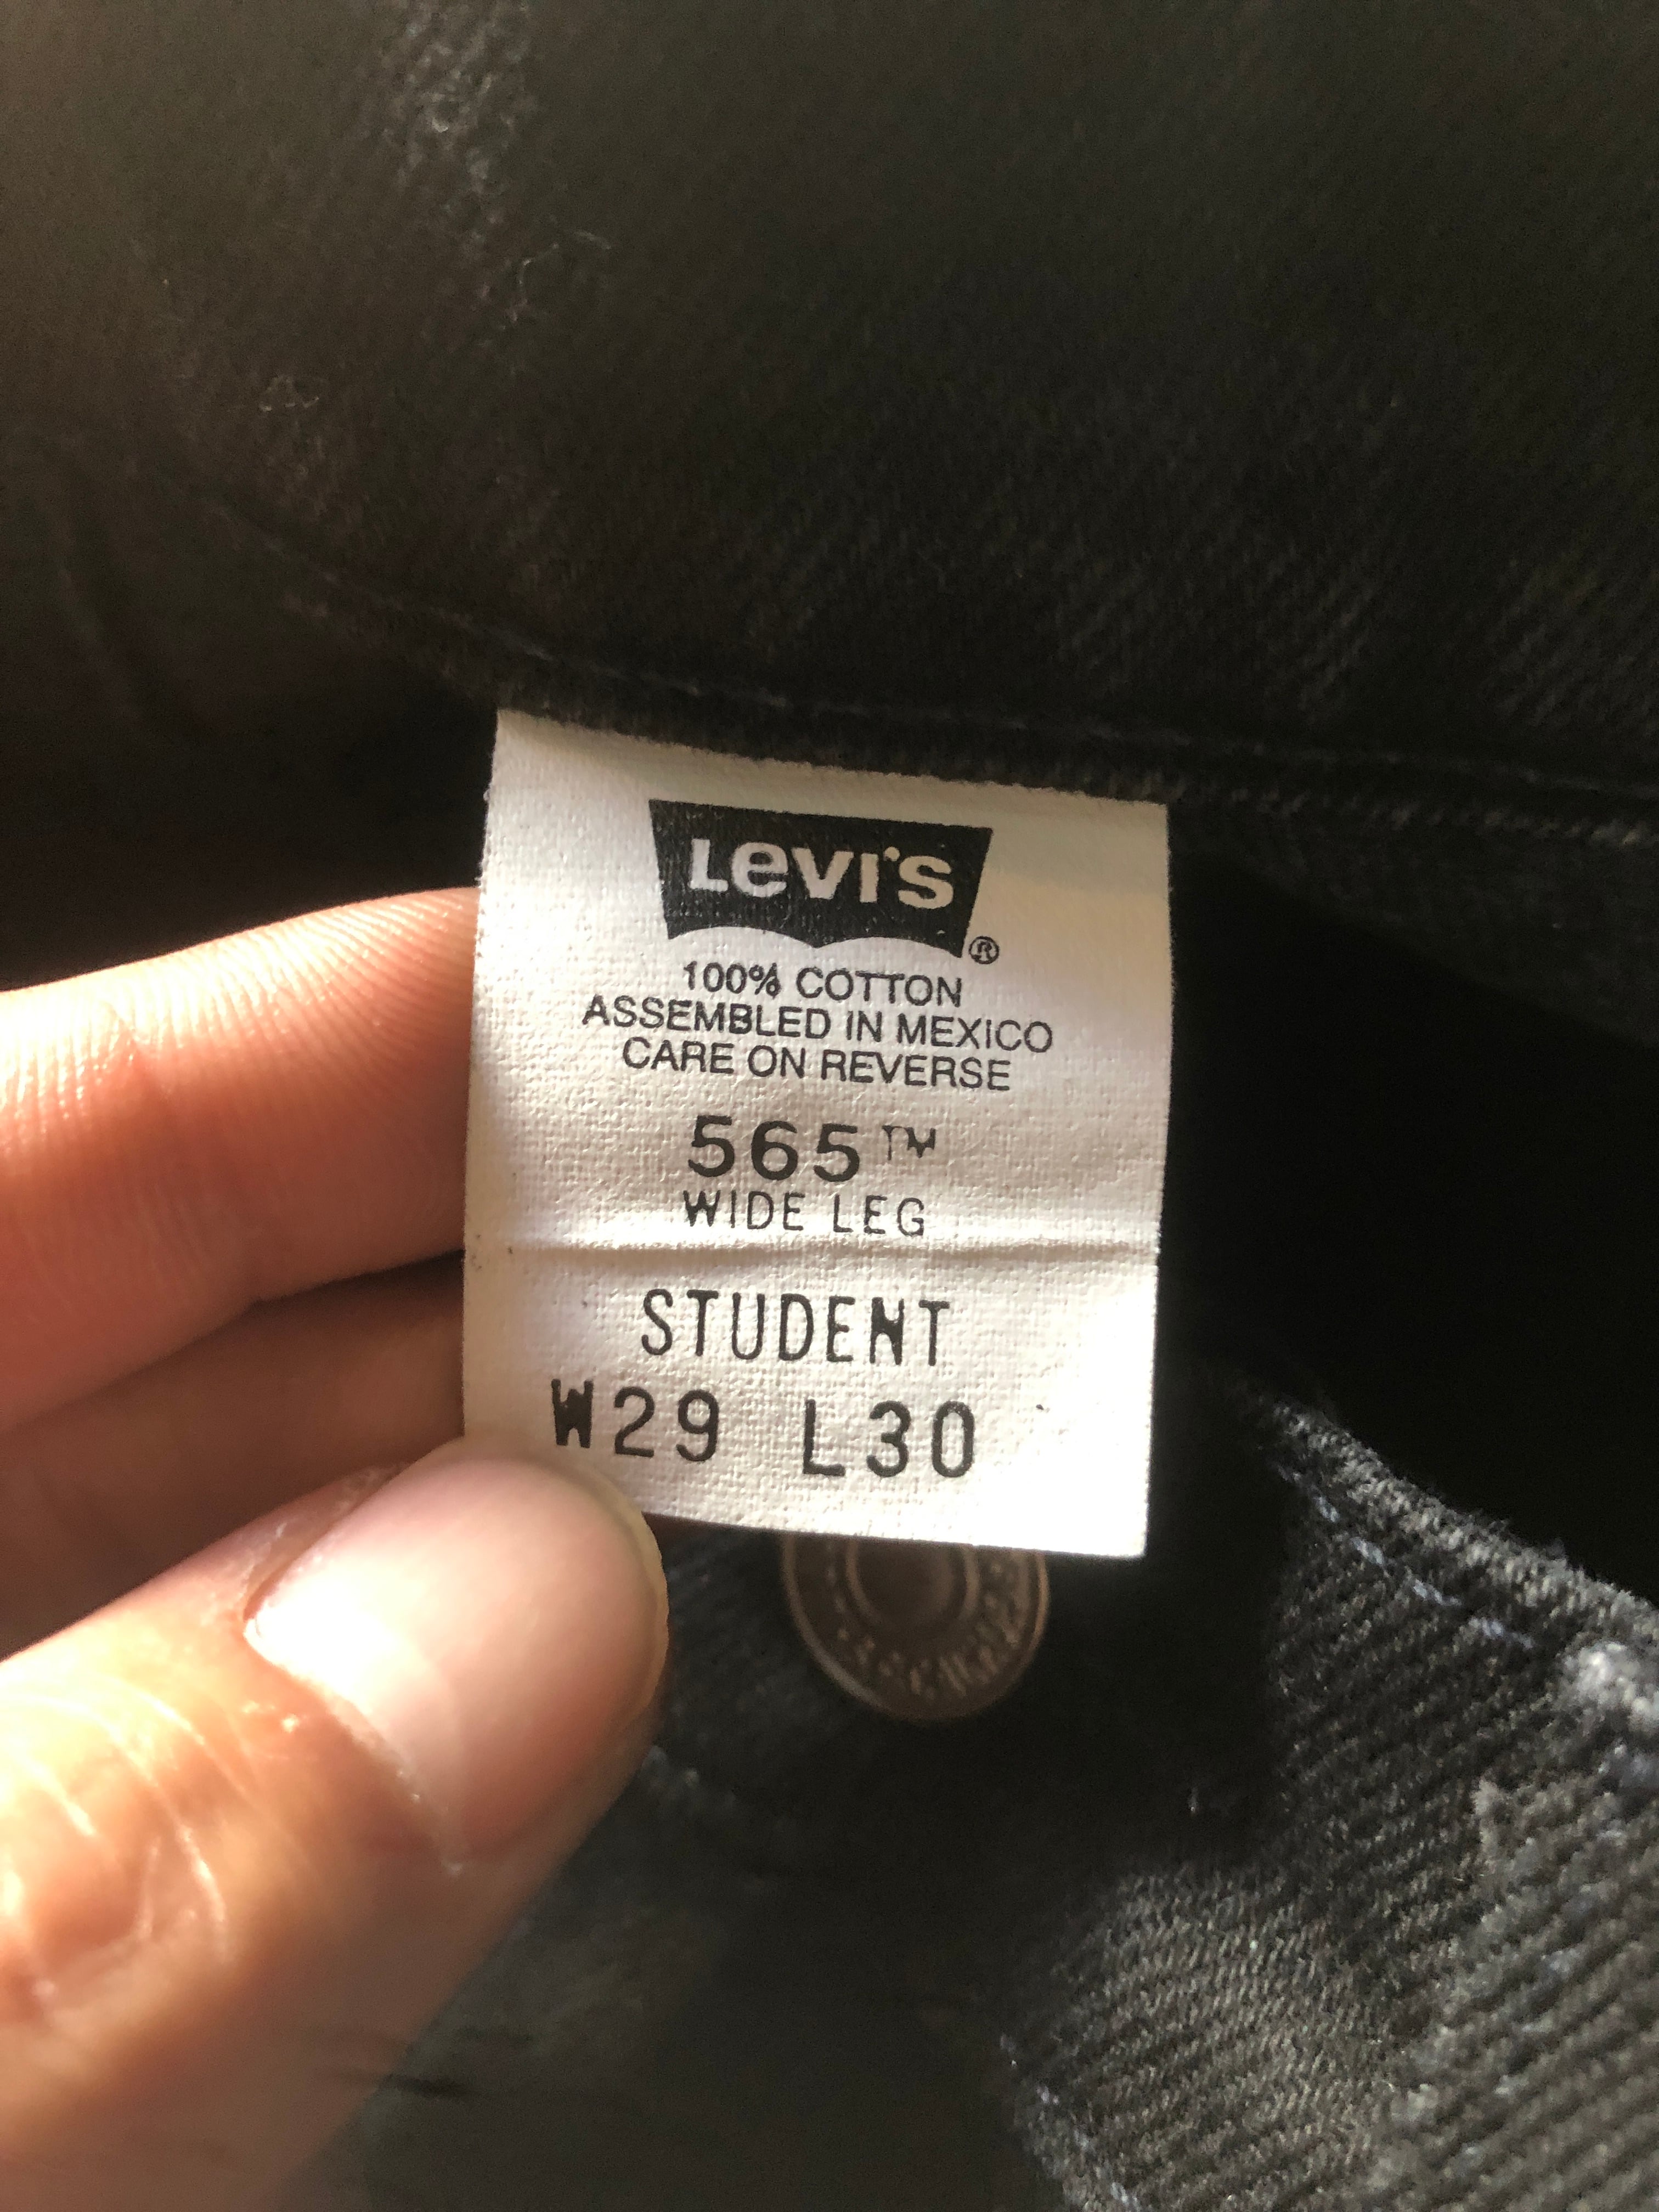 LEVI'S
®
100% COTTON
ASSEMBLED IN MEXICO
CARE ON REVERSE
565™
WIDE LEG
STUDENT
W29 L30